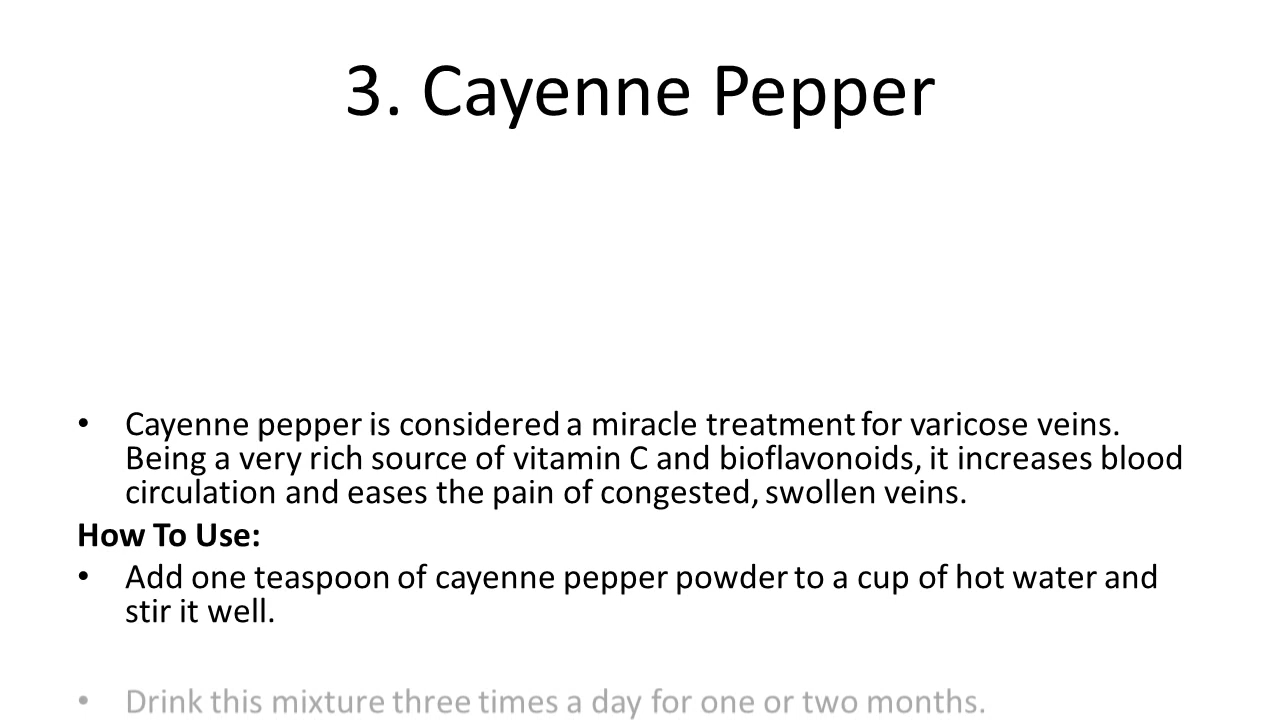 3. Cayenne Pepper
• Cayenne pepper is considered a miracle treatment for varicose veins.
Being a very rich source of vitamin C and bioflavonoids, it increases blood
circulation and eases the pain of congested, swollen veins.
How To Use:
• Add one teaspoon of cayenne pepper powder to a cup of hot water and
stir it well.
• Drink this mixture three times a day for one or two months.